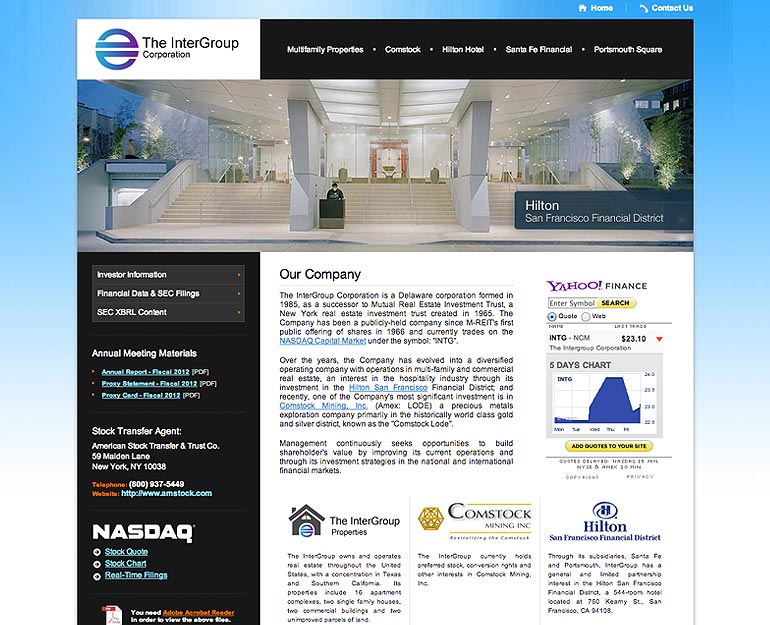 Home
Contact Us
The InterGroup
Corporation
Multifamily Properties • Comstock • Hilton Hotel • Santa Fe Financial • Portsmouth Square
Hilton
San Francisco Financial District
Investor Information
Financial Data & SEC Filings
SEC XBRL Content
Annual Meeting Materials
Annual Report - Fiscal 2012 [PDF]
Proxy Statement - Fiscal 2012 [PDF]
Proxy Card - Fiscal 2012 [PDF]
Stock Transfer Agent:
American Stock Transfer & Trust Co.
59 Maiden Lane
New York, NY 10038
Telephone: (800) 937-5449
Website: http://www.amstock.com
NASDAQ
Stock Quote
Stock Chart
Real-Time Filings
You need Adobe Acrobat Reader
in order to view the above files.
Our Company
The InterGroup Corporation is a Delaware corporation formed in
1985, as a successor to Mutual Real Estate Investment Trust, a
New York real estate investment trust created in 1965. The
Company has been a publicly-held company since M-REIT's first
public offering of shares in 1966 and currently trades on the
NASDAQ Capital Market under the symbol: "INTG".
Over the years, the Company has evolved into a diversified
operating company with operations in multi-family and commercial
real estate, an interest in the hospitality industry through its
investment in the Hilton San Francisco Financial District; and
recently, one of the Company's most significant investment is in
Comstock Mining, Inc. (Amex: LODE) a precious metals
exploration company primarily in the historically world class gold
and silver district, known as the "Comstock Lode".
Management continuously seeks opportunities to build
shareholder's value by improving its current operations and
through its investment strategies in the national and international
financial markets.
YAHOO! FINANCE
Enter Symbol SEARCH
Quote Web
NAME LAST TRADE
INTG - NCM $23.10
The Intergroup Corporation
5 DAYS CHART
INTG
24.0
23.5
23.0
22.5
Mon Tue Wed Thu Fri
ADD QUOTES TO YOUR SITE
QUOTES DELAYED: NASDAQ 15 MIN.
NYSE & AMEX 20 MIN.
COPYRIGHT PRIVACY
The InterGroup
Properties
The InterGroup owns and operates
real estate throughout the United
States, with a concentration in Texas
and Southern California. Its
properties include 16 apartment
complexes, two single family houses,
two commercial buildings and two
unimproved parcels of land.
COMSTOCK
MINING INC
Revitalizing the Comstock
The InterGroup currently holds
preferred stock, conversion rights and
other interests in Comstock Mining,
Inc.
Hilton
San Francisco Financial District
Through its subsidiaries, Santa Fe
and Portsmouth, InterGroup has a
general and limited partnership
interest in the Hilton San Francisco
Financial District, a 544-room hotel
located at 750 Kearny St., San
Francisco, CA 94108.